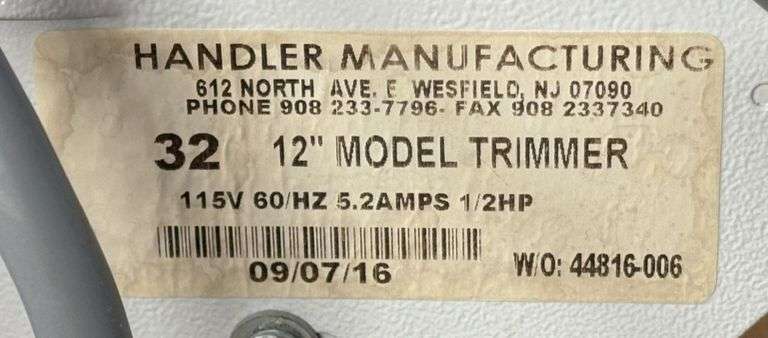 HANDLER MANUFACTURING
612 NORTH AVE. E WESFIELD, NJ 07090
PHONE 908 233-7796- FAX 908 2337340
32 12" MODEL TRIMMER
115V 60/HZ 5.2AMPS 1/2HP
09/07/16 W/O: 44816-006